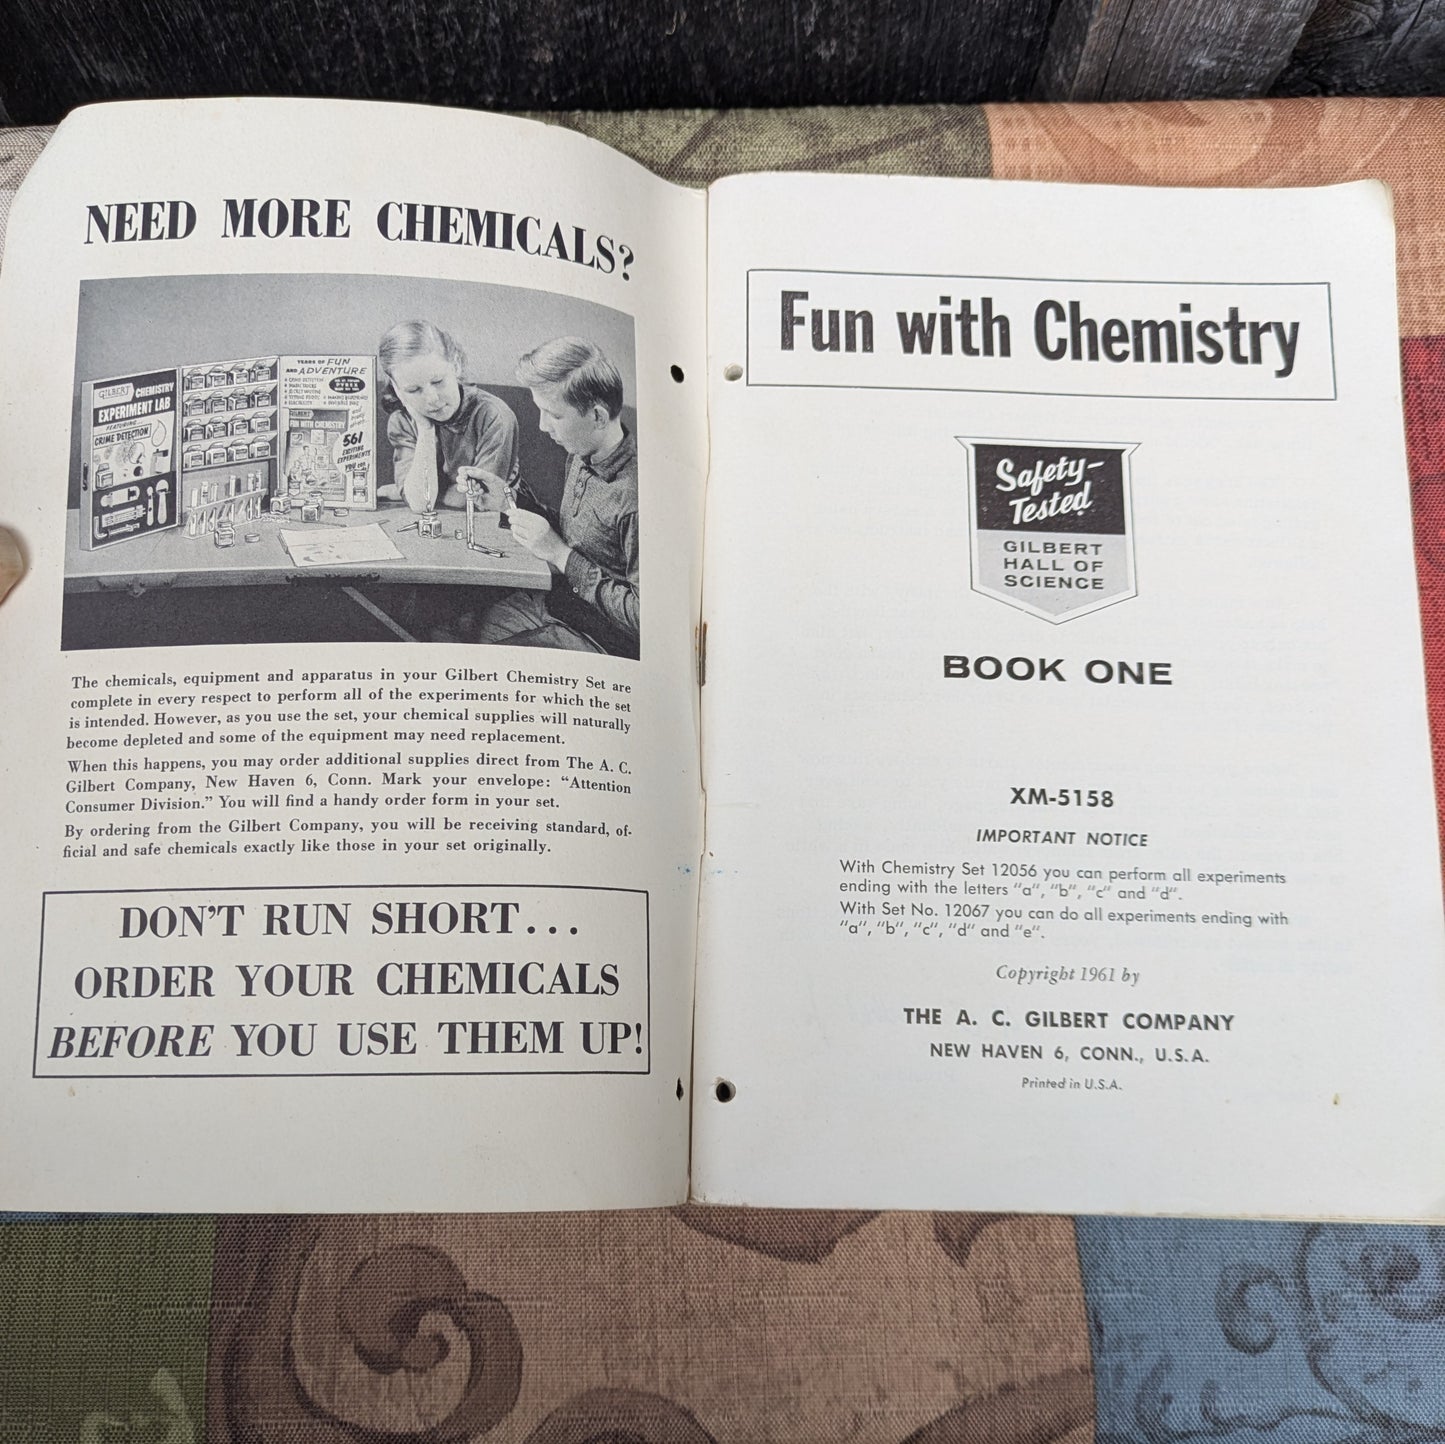 NEED MORE CHEMICALS?
GILBERT CHEMISTRY
EXPERIMENT LAB
FEATURING
CRIME DETECTION
YEARS OF FUN
AND ADVENTURE
GILBERT
FUN WITH CHEMISTRY
561
EXCITING
EXPERIMENTS
YOU can
The chemicals, equipment and apparatus in your Gilbert Chemistry Set are
complete in every respect to perform all of the experiments for which the set
is intended. However, as you use the set, your chemical supplies will naturally
become depleted and some of the equipment may need replacement.
When this happens, you may order additional supplies direct from The A. C.
Gilbert Company, New Haven 6, Conn. Mark your envelope: “Attention
Consumer Division.” You will find a handy order form in your set.
By ordering from the Gilbert Company, you will be receiving standard, of-
ficial and safe chemicals exactly like those in your set originally.
DON'T RUN SHORT...
ORDER YOUR CHEMICALS
BEFORE YOU USE THEM UP!
Fun with Chemistry
Safety-
Tested
GILBERT
HALL OF
SCIENCE
BOOK ONE
XM-5158
IMPORTANT NOTICE
With Chemistry Set 12056 you can perform all experiments
ending with the letters "a", "b", "c" and "d".
With Set No. 12067 you can do all experiments ending with
"a", "b", "c", "d" and "e".
Copyright 1961 by
THE A. C. GILBERT COMPANY
NEW HAVEN 6, CONN., U.S.A.
Printed in U.S.A.